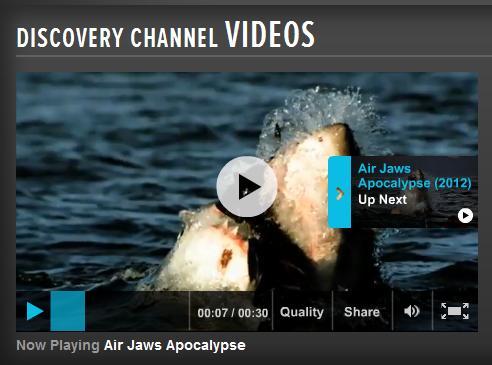 DISCOVERY CHANNEL VIDEOS
Air Jaws
Apocalypse (2012)
Up Next
00:07 / 00:30 Quality Share
Now Playing Air Jaws Apocalypse